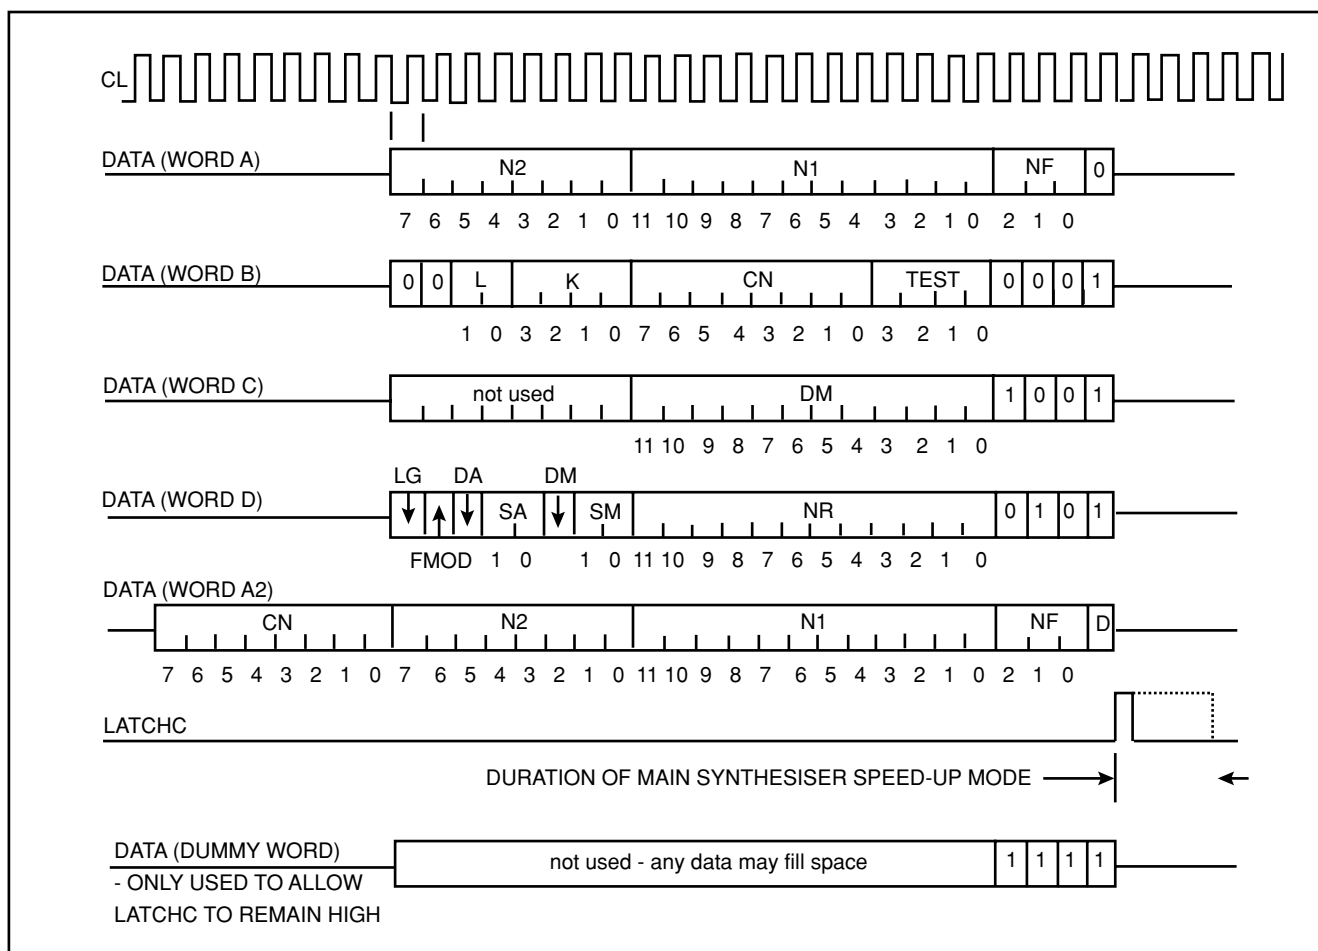 CL
DATA (WORD A) N2 N1 NF 0
7 6 5 4 3 2 1 0 11 10 9 8 7 6 5 4 3 2 1 0 2 1 0
DATA (WORD B) 0 0 L K CN TEST 0 0 0 1
1 0 3 2 1 0 7 6 5 4 3 2 1 0 3 2 1 0
DATA (WORD C) not used DM 1 0 0 1
11 10 9 8 7 6 5 4 3 2 1 0
LG DA DM
DATA (WORD D) SA SM NR 0 1 0 1
FMOD 1 0 1 0 11 10 9 8 7 6 5 4 3 2 1 0
DATA (WORD A2)
CN N2 N1 NF D
7 6 5 4 3 2 1 0 7 6 5 4 3 2 1 0 11 10 9 8 7 6 5 4 3 2 1 0 2 1 0
LATCHC
DURATION OF MAIN SYNTHESISER SPEED-UP MODE
DATA (DUMMY WORD) not used - any data may fill space 1 1 1 1
- ONLY USED TO ALLOW
LATCHC TO REMAIN HIGH